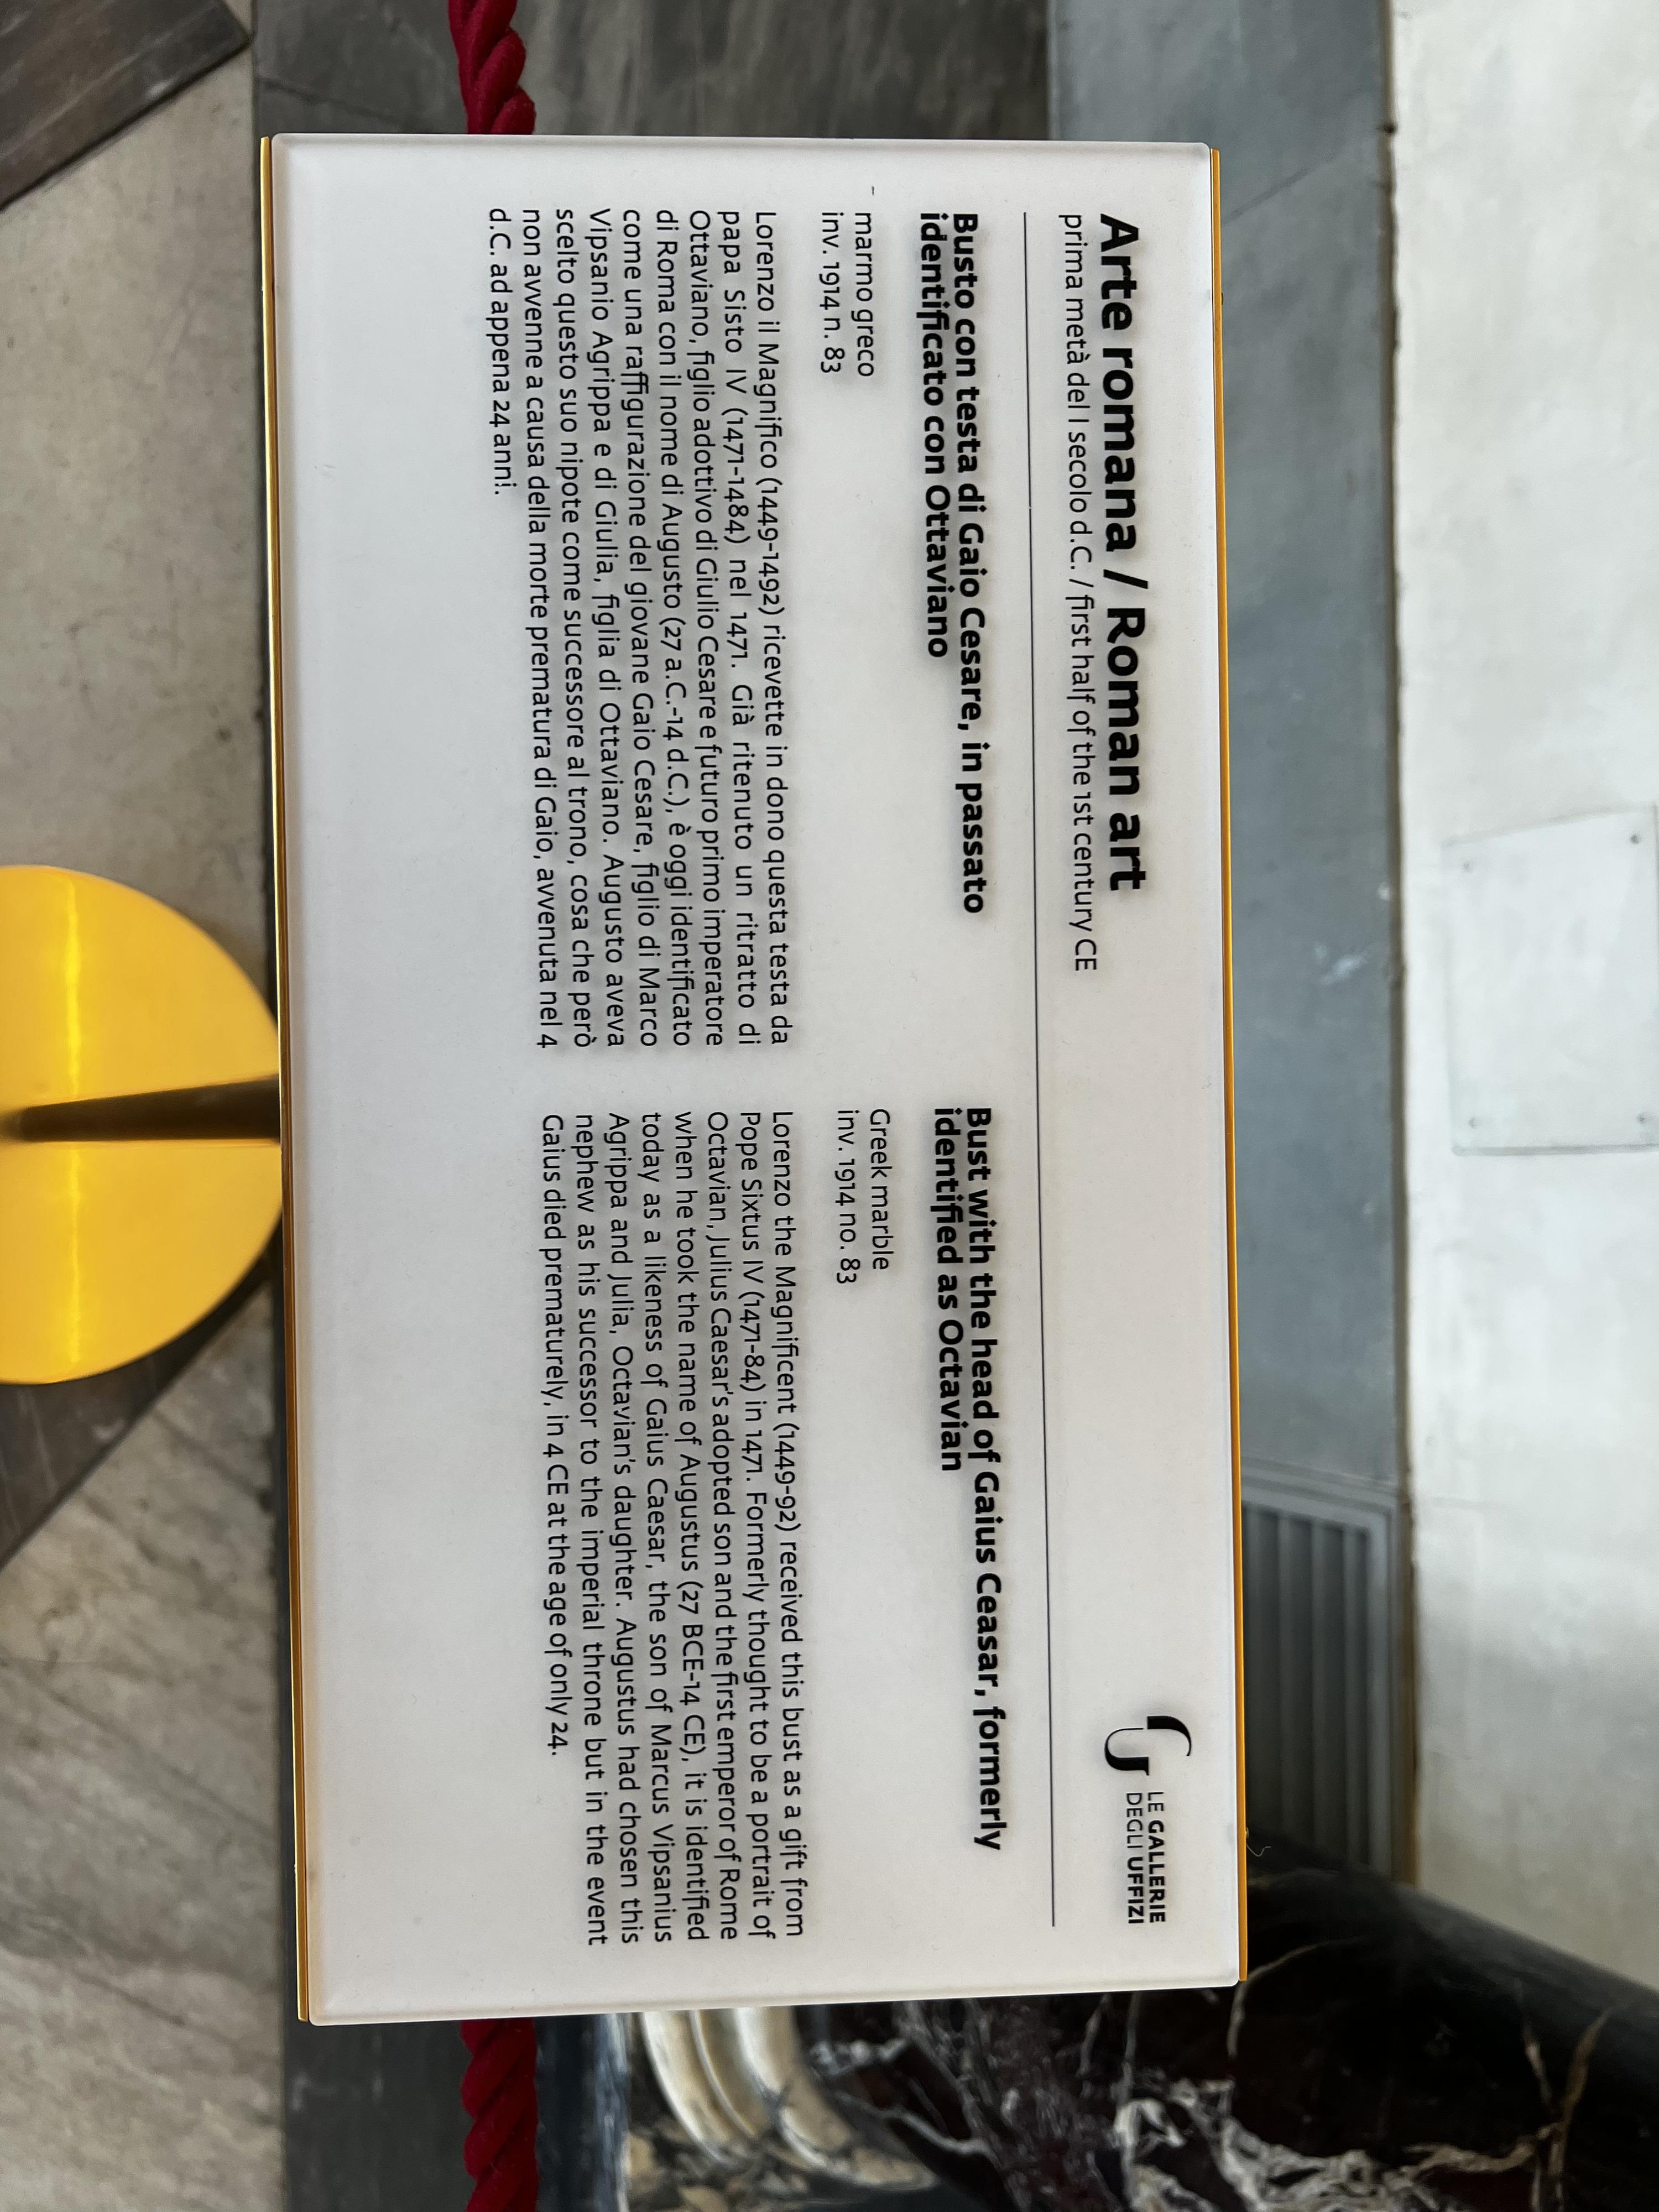 Arte romana / Roman art
prima metà del I secolo d.C. / first half of the 1st century CE
LE GALLERIE
DEGLI UFFIZI
Busto con testa di Gaio Cesare, in passato
identificato con Ottaviano
marmo greco
inv. 1914 n. 83
Lorenzo il Magnifico (1449-1492) ricevette in dono questa testa da
papa Sisto IV (1471-1484) nel 1471. Già ritenuto un ritratto di
Ottaviano, figlio adottivo di Giulio Cesare e futuro primo imperatore
di Roma con il nome di Augusto (27 a.C.-14 d.C.), è oggi identificato
come una raffigurazione del giovane Gaio Cesare, figlio di Marco
Vipsanio Agrippa e di Giulia, figlia di Ottaviano. Augusto aveva
scelto questo suo nipote come successore al trono, cosa che però
non avvenne a causa della morte prematura di Gaio, avvenuta nel 4
d.C. ad appena 24 anni.
Bust with the head of Gaius Ceasar, formerly
identified as Octavian
Greek marble
inv. 1914 no. 83
Lorenzo the Magnificent (1449-92) received this bust as a gift from
Pope Sixtus IV (1471-84) in 1471. Formerly thought to be a portrait of
Octavian, Julius Caesar's adopted son and the first emperor of Rome
when he took the name of Augustus (27 BCE-14 CE), it is identified
today as a likeness of Gaius Caesar, the son of Marcus Vipsanius
Agrippa and Julia, Octavian's daughter. Augustus had chosen this
nephew as his successor to the imperial throne but in the event
Gaius died prematurely, in 4 CE at the age of only 24.